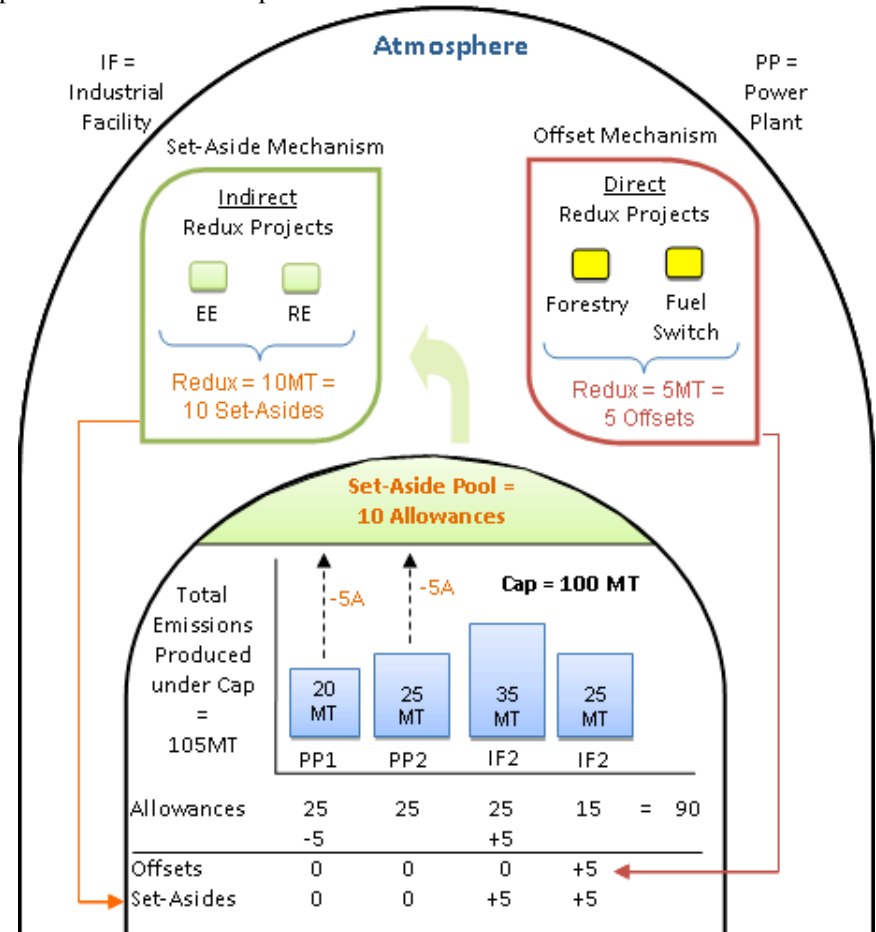 Atmosphere
IF =
Industrial
Facility
PP =
Power
Plant
Set-Aside Mechanism
Indirect
Redux Projects
EE RE
Redux = 10MT =
10 Set-Asides
Offset Mechanism
Direct
Redux Projects
Forestry Fuel
Switch
Redux = 5MT =
5 Offsets
Set-Aside Pool =
10 Allowances
Cap = 100 MT
-5A -5A
Total
Emissions
Produced
under Cap
=
105MT
20
MT
25
MT
35
MT
25
MT
PP1 PP2 IF2 IF2
Allowances 25 25 25 15 = 90
-5 +5
Offsets 0 0 0 +5
Set-Asides 0 0 +5 +5